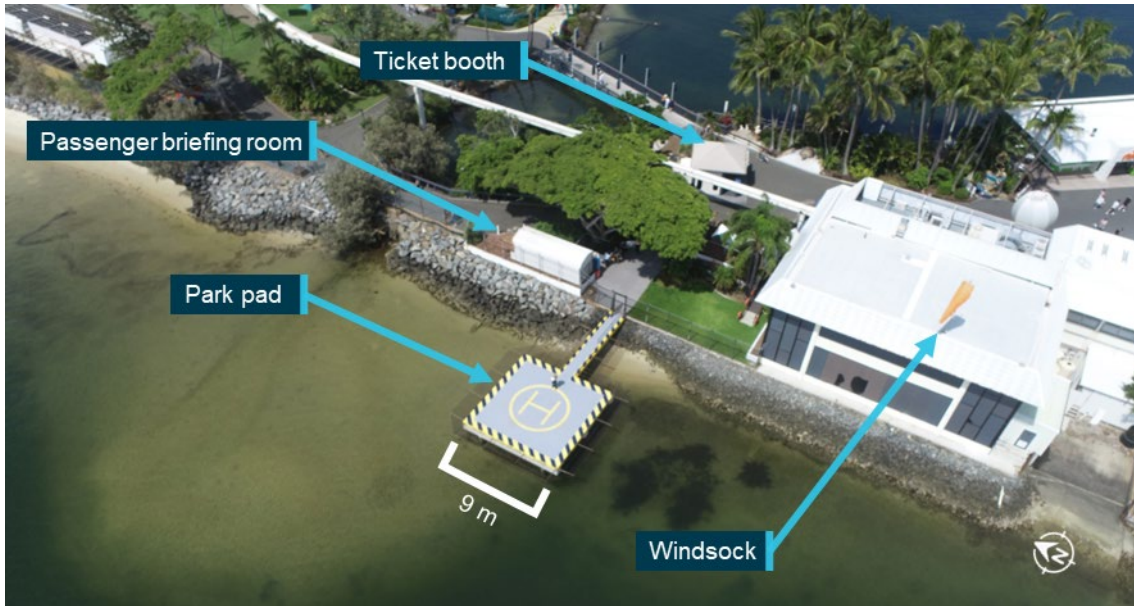 Ticket booth
Passenger briefing room
Park pad
H
9 m
Windsock
N